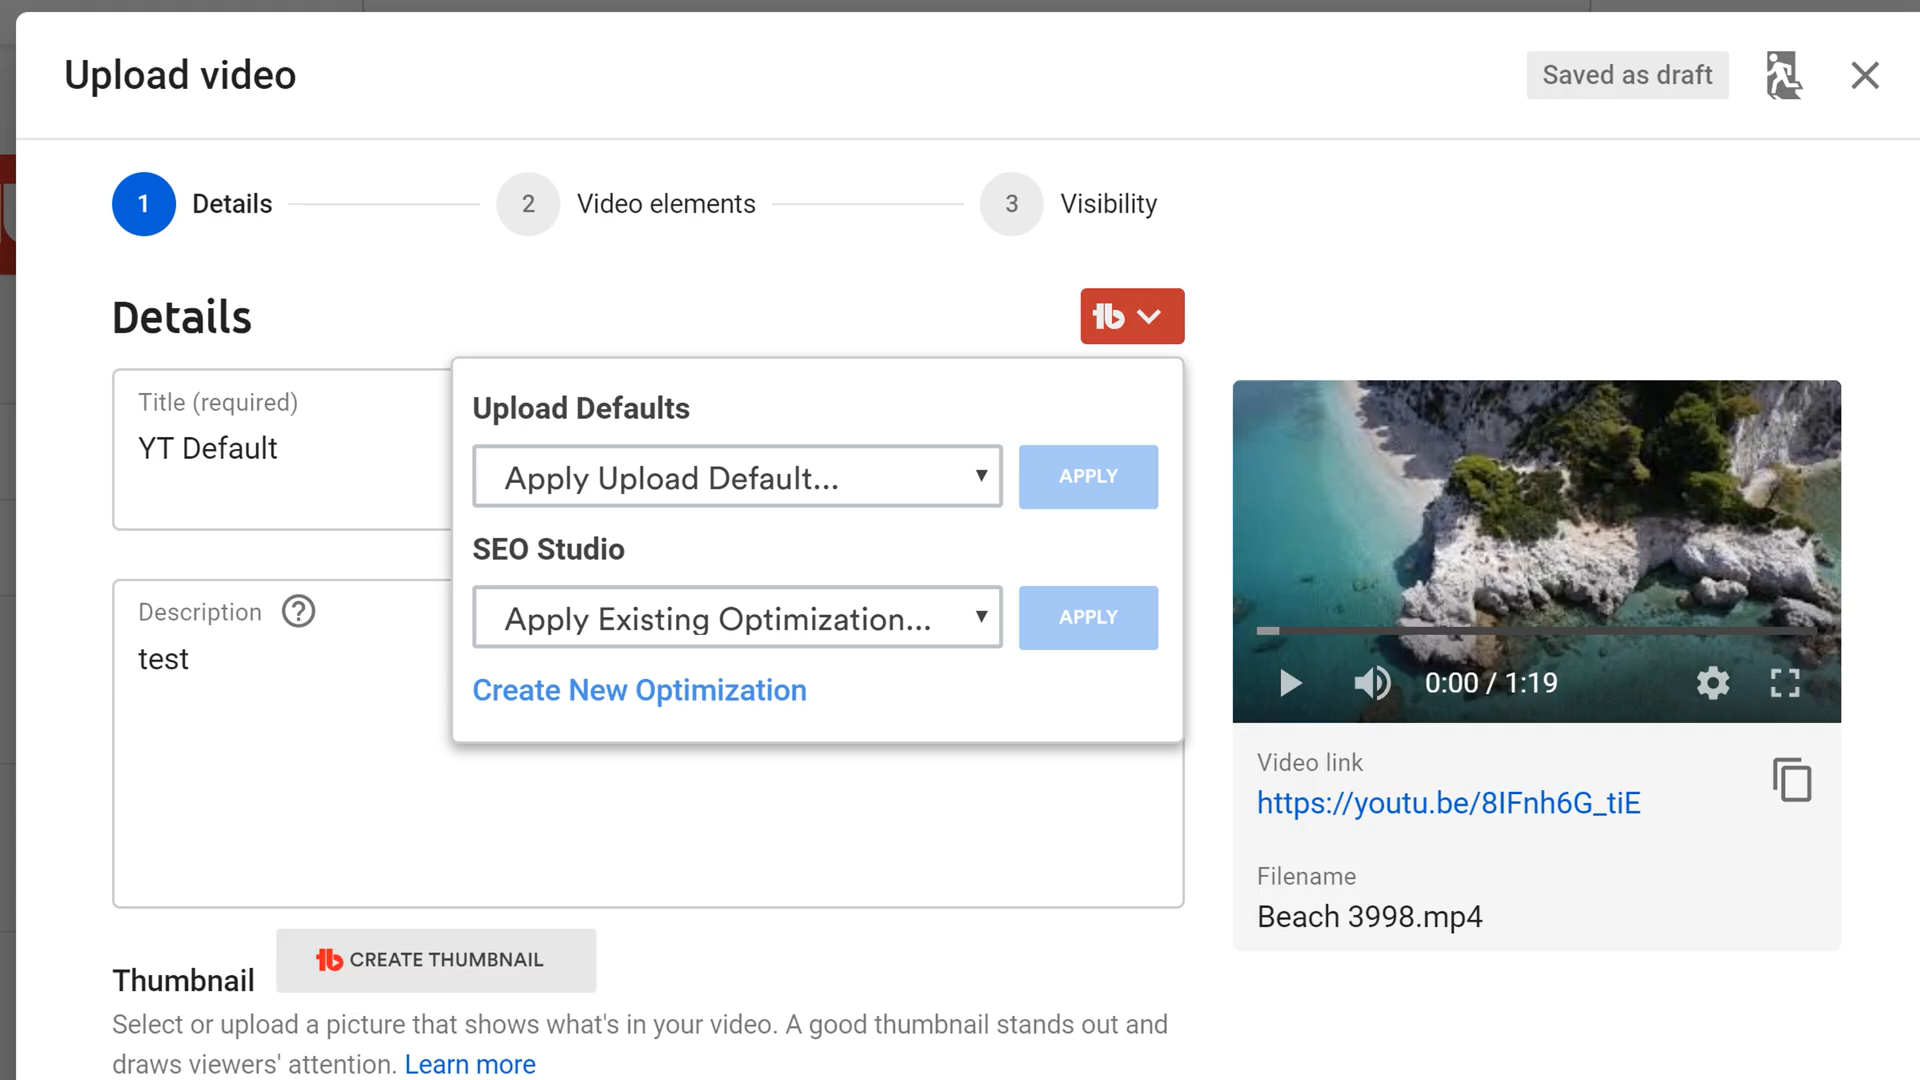 Upload video
Saved as draft
1 Details
2 Video elements
3 Visibility
Details
tb
Title (required)
YT Default
Upload Defaults
Apply Upload Default...
APPLY
SEO Studio
Apply Existing Optimization...
APPLY
Create New Optimization
Description ?
test
0:00 / 1:19
Video link
https://youtu.be/8IFnh6G_tiE
Filename
Beach 3998.mp4
Thumbnail
tb CREATE THUMBNAIL
Select or upload a picture that shows what's in your video. A good thumbnail stands out and
draws viewers' attention. Learn more